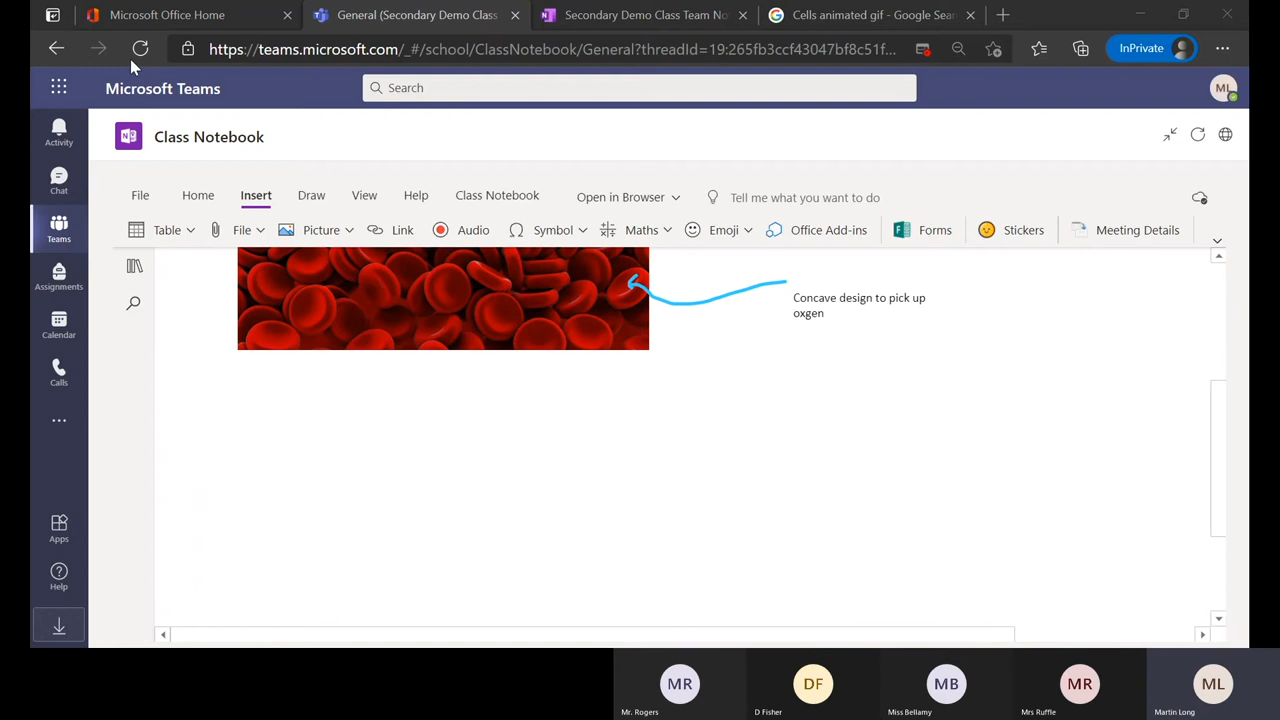 Microsoft Office Home
General (Secondary Demo Class
Secondary Demo Class Team No
Cells animated gif - Google Sear
https://teams.microsoft.com/_#/school/ClassNotebook/General?threadId=19:265fb3ccf43047bf8c51f...
InPrivate
Microsoft Teams
Search
ML
Activity
Chat
Teams
Assignments
Calendar
Calls
Apps
Help
Class Notebook
File
Home
Insert
Draw
View
Help
Class Notebook
Open in Browser
Tell me what you want to do
Table
File
Picture
Link
Audio
Symbol
Maths
Emoji
Office Add-ins
Forms
Stickers
Meeting Details
Concave design to pick up
oxgen
MR
DF
MB
MR
ML
Mr. Rogers
D Fisher
Miss Bellamy
Mrs Ruffle
Martin Long